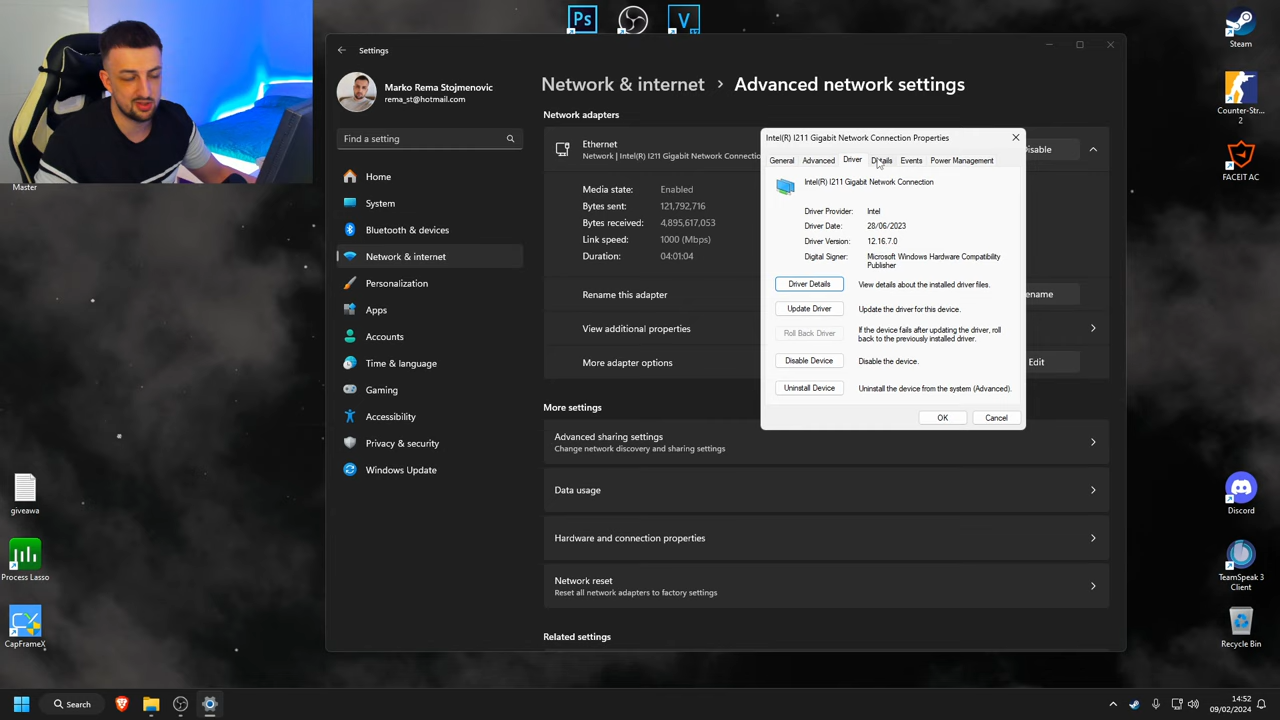 Ps
V
Master
giveawa
Process Lasso
CX
CapFrameX
Steam
Counter-Str...
2
FACEIT AC
Discord
TeamSpeak 3
Client
Recycle Bin
Settings
Marko Rema Stojmenovic
rema_st@hotmail.com
Find a setting
Home
System
Bluetooth & devices
Network & internet
Personalization
Apps
Accounts
Time & language
Gaming
Accessibility
Privacy & security
Windows Update
Network & internet > Advanced network settings
Network adapters
Ethernet
Network | Intel(R) I211 Gigabit Network Connectio
Disable
Media state: Enabled
Bytes sent: 121,792,716
Bytes received: 4,895,617,053
Link speed: 1000 (Mbps)
Duration: 04:01:04
Rename this adapter
ename
View additional properties
More adapter options
Edit
More settings
Advanced sharing settings
Change network discovery and sharing settings
Data usage
Hardware and connection properties
Network reset
Reset all network adapters to factory settings
Related settings
Intel(R) I211 Gigabit Network Connection Properties
General Advanced Driver Details Events Power Management
Intel(R) I211 Gigabit Network Connection
Driver Provider: Intel
Driver Date: 28/06/2023
Driver Version: 12.16.7.0
Digital Signer: Microsoft Windows Hardware Compatibility
Publisher
Driver Details View details about the installed driver files.
Update Driver Update the driver for this device.
Roll Back Driver If the device fails after updating the driver, roll
back to the previously installed driver.
Disable Device Disable the device.
Uninstall Device Uninstall the device from the system (Advanced).
OK Cancel
Search
14:52
09/02/2024